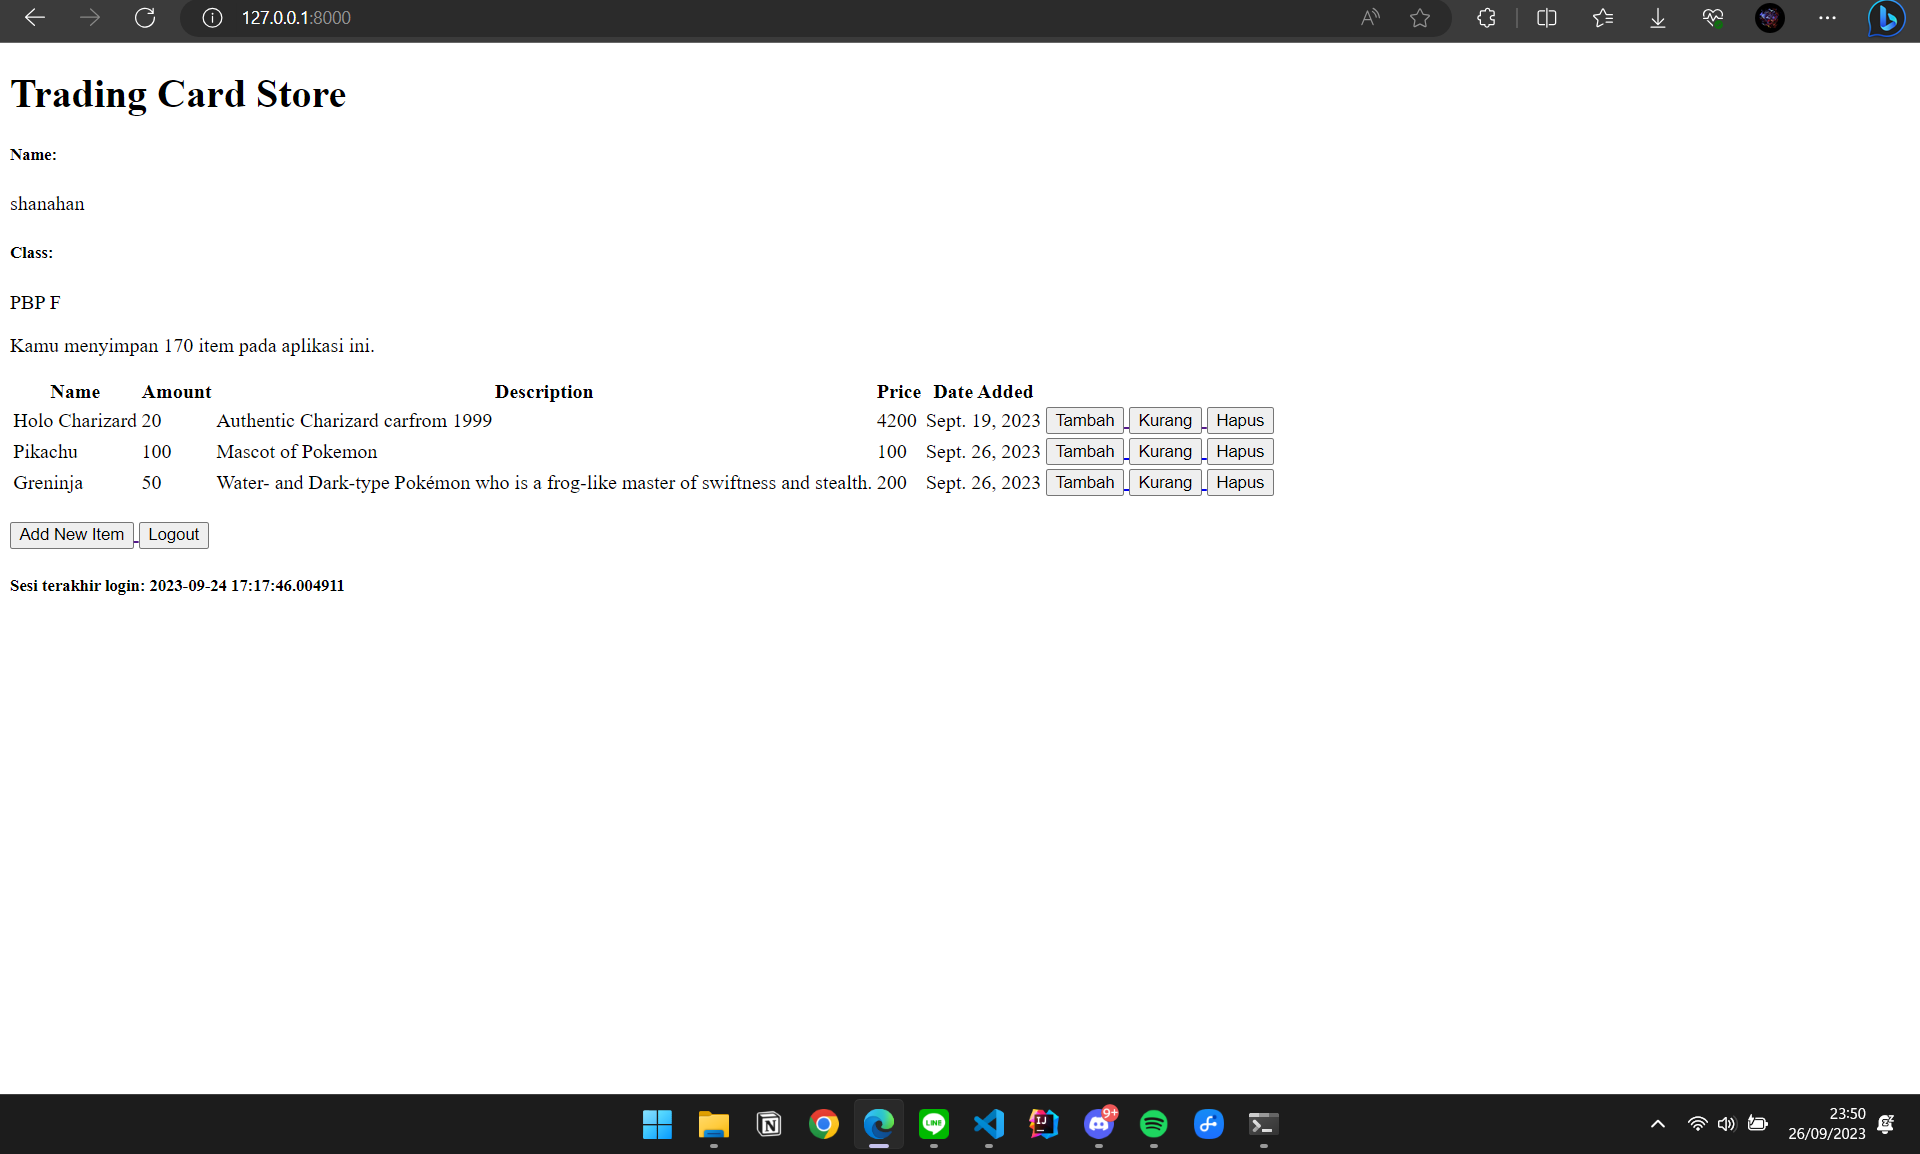 127.0.0.1:8000
Trading Card Store
Name:
shanahan
Class:
PBP F
Kamu menyimpan 170 item pada aplikasi ini.
Name Amount Description Price Date Added
Holo Charizard 20 Authentic Charizard carfrom 1999 4200 Sept. 19, 2023 Tambah Kurang Hapus
Pikachu 100 Mascot of Pokemon 100 Sept. 26, 2023 Tambah Kurang Hapus
Greninja 50 Water- and Dark-type Pokémon who is a frog-like master of swiftness and stealth. 200 Sept. 26, 2023 Tambah Kurang Hapus
Add New Item Logout
Sesi terakhir login: 2023-09-24 17:17:46.004911
LINE
IJ
9+
23:50
26/09/2023